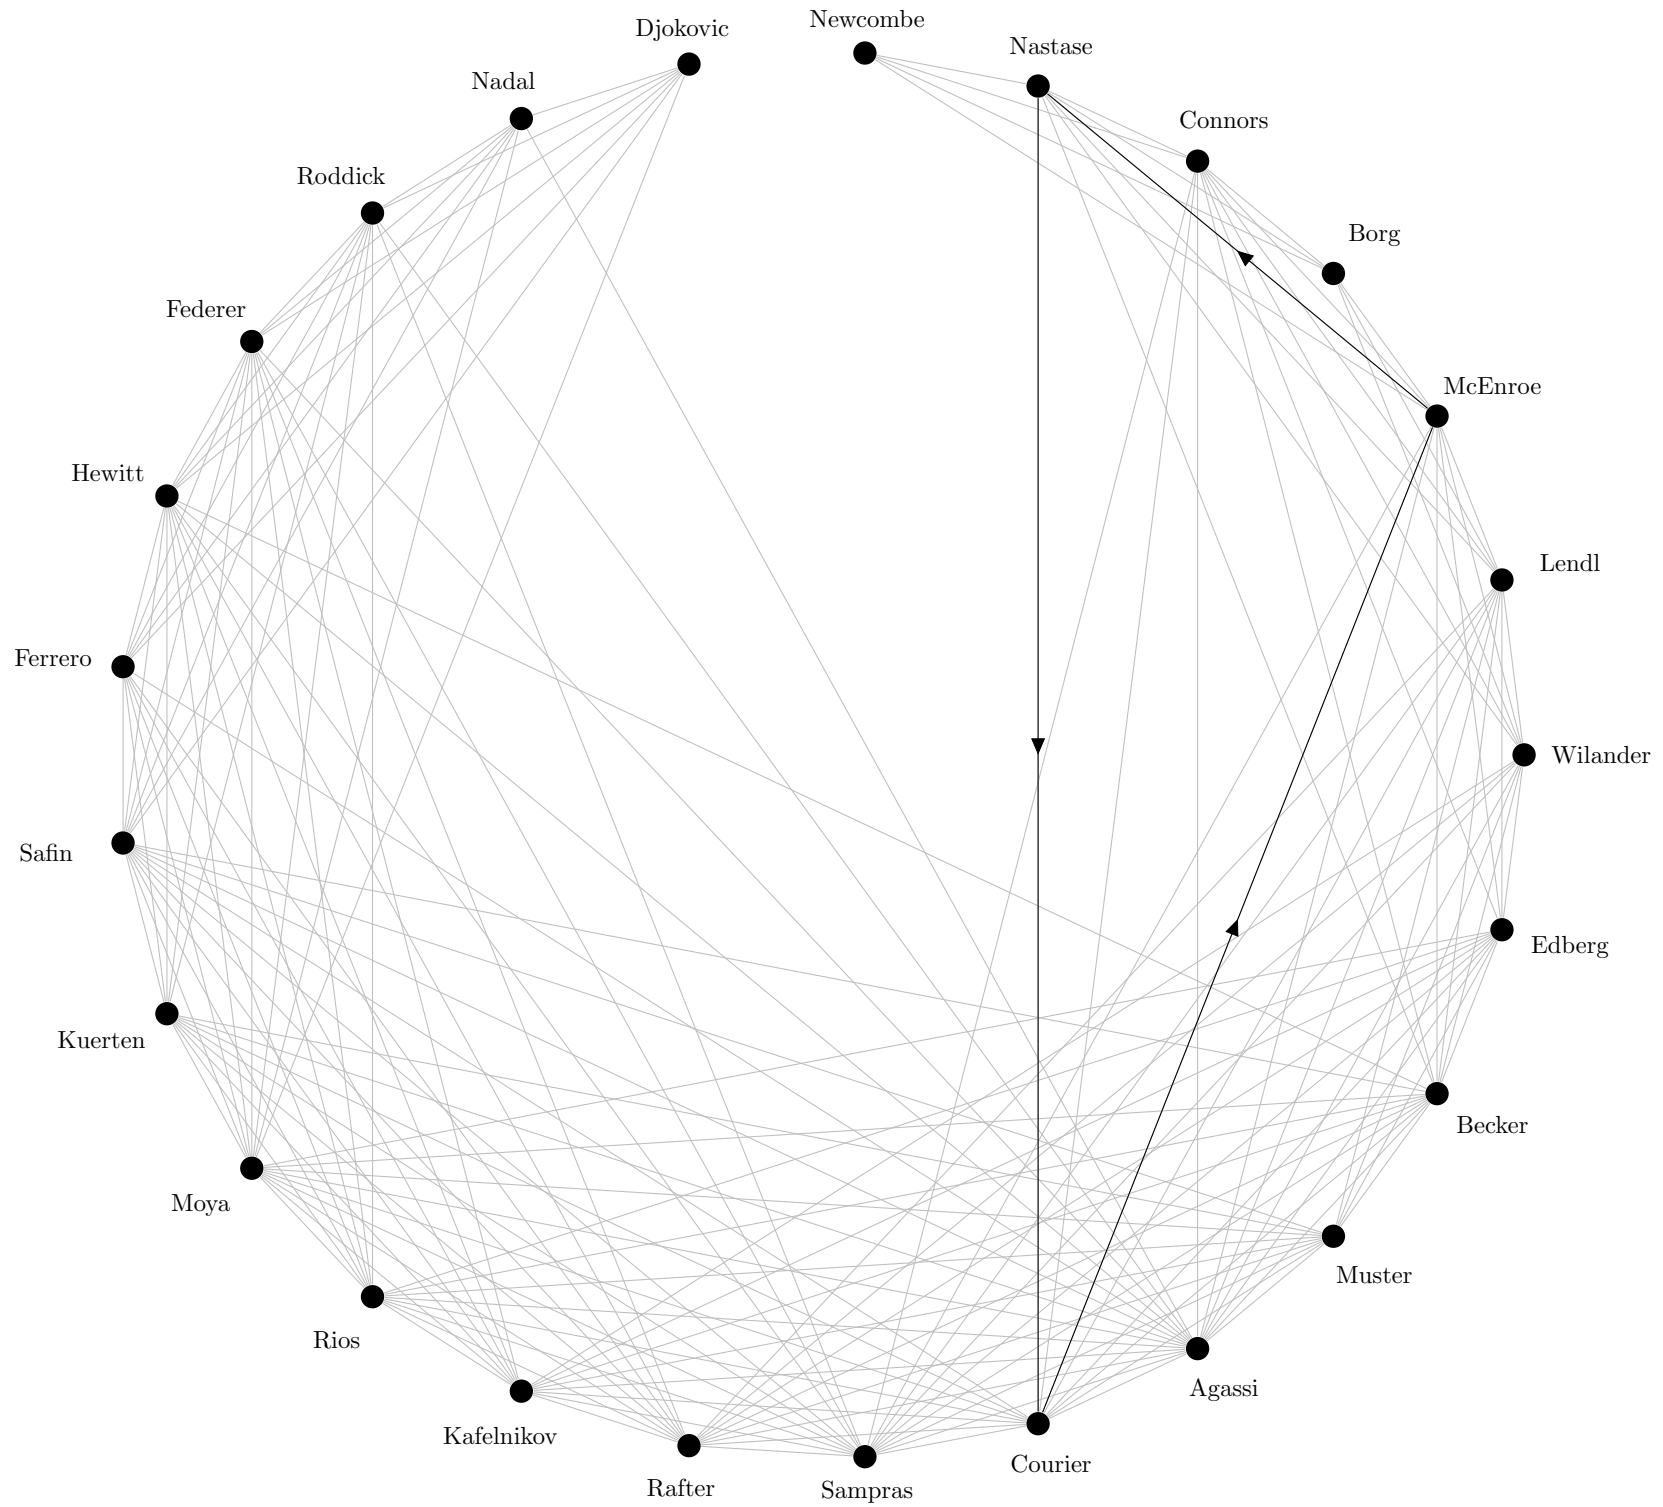 Newcombe
Djokovic
Nastase
Nadal
Connors
Roddick
Borg
Federer
McEnroe
Hewitt
Lendl
Ferrero
Wilander
Safin
Edberg
Kuerten
Becker
Moya
Muster
Rios
Agassi
Kafelnikov
Courier
Rafter
Sampras